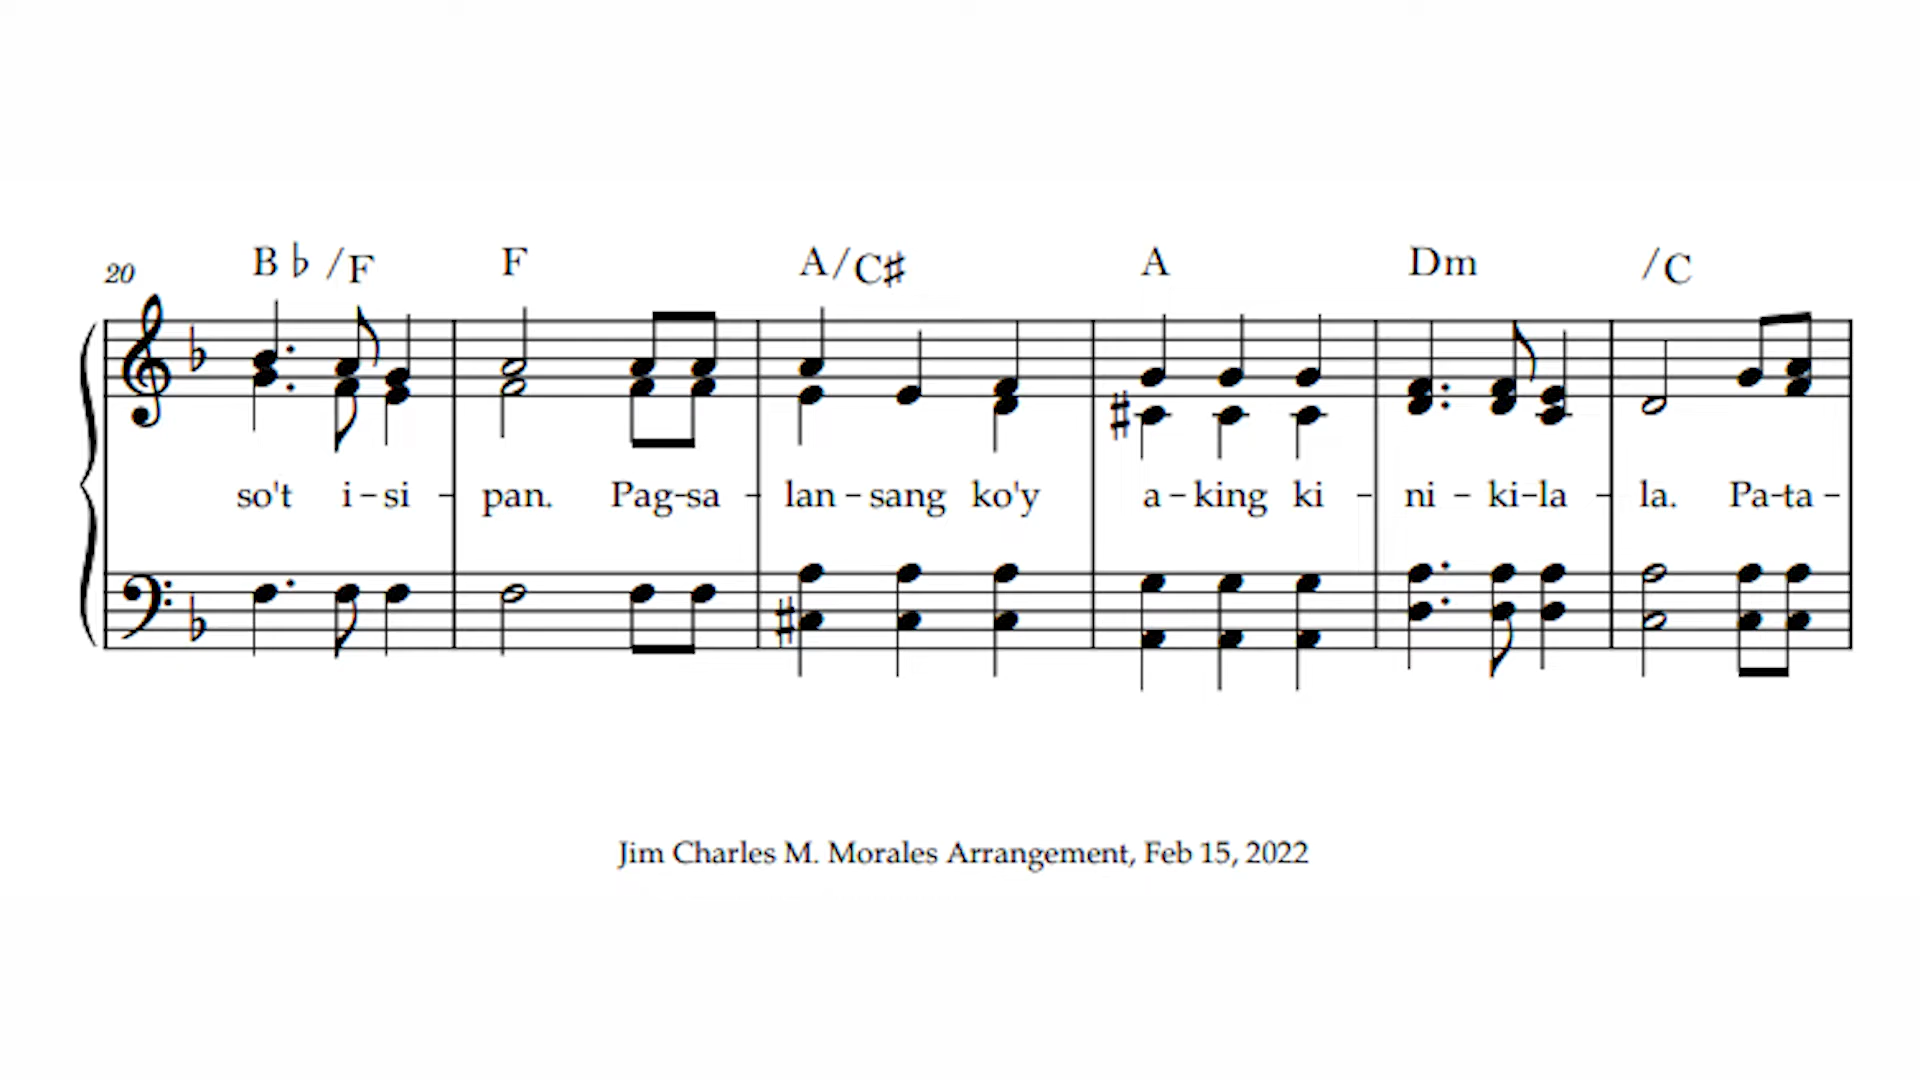 20 B♭/F F A/C♯ A Dm /C
so't i-si - pan. Pag-sa - lan-sang ko'y a-king ki - ni - ki-la - la. Pa-ta -
Jim Charles M. Morales Arrangement, Feb 15, 2022